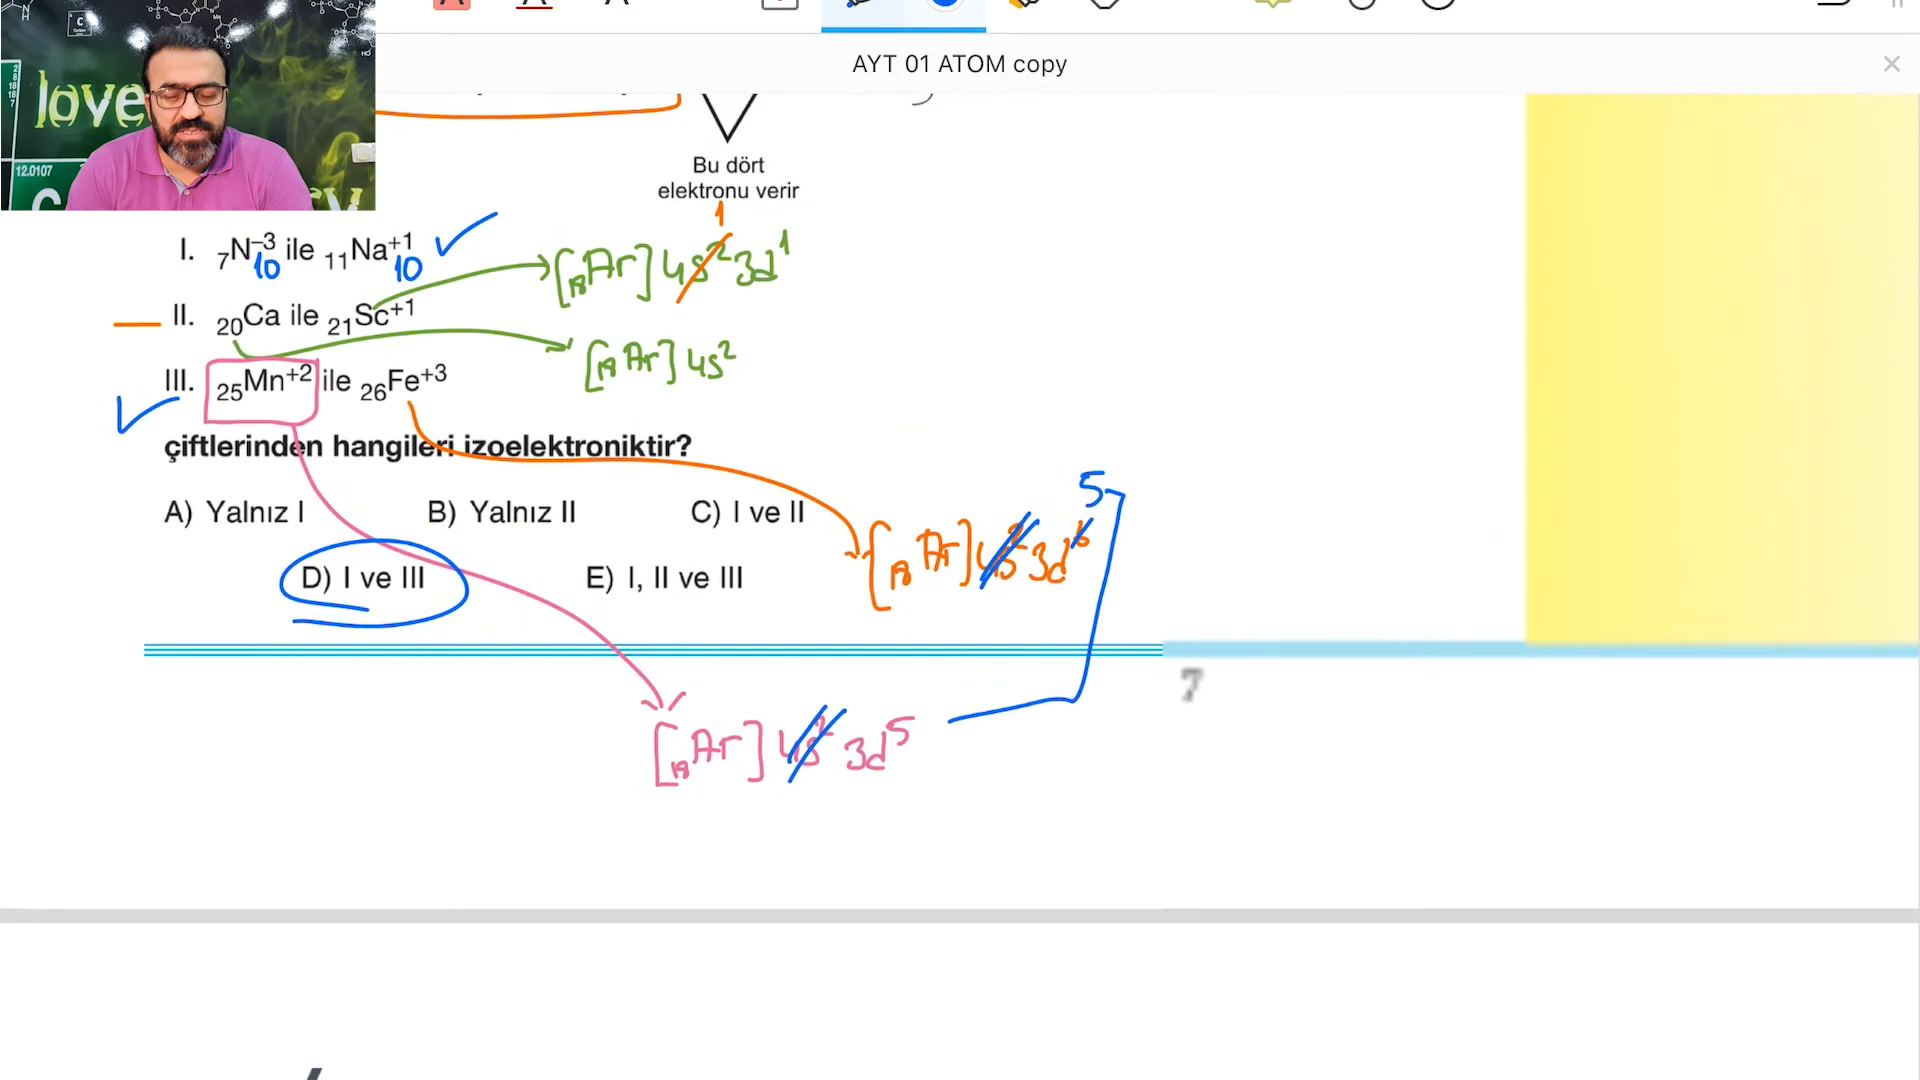 AYT 01 ATOM copy
love
12.0107
Bu dört
elektronu verir
1
I. ₇N⁻³ ile ₁₁Na⁺¹
10 10
[₁₈Ar] 4s² 3d¹
II. ₂₀Ca ile ₂₁Sc⁺¹
[₁₈Ar] 4s²
III. ₂₅Mn⁺² ile ₂₆Fe⁺³
çiftlerinden hangileri izoelektroniktir?
A) Yalnız I B) Yalnız II C) I ve II
5
[₁₈Ar] 4s² 3d⁶
D) I ve III E) I, II ve III
7
[₁₈Ar] 4s² 3d⁵